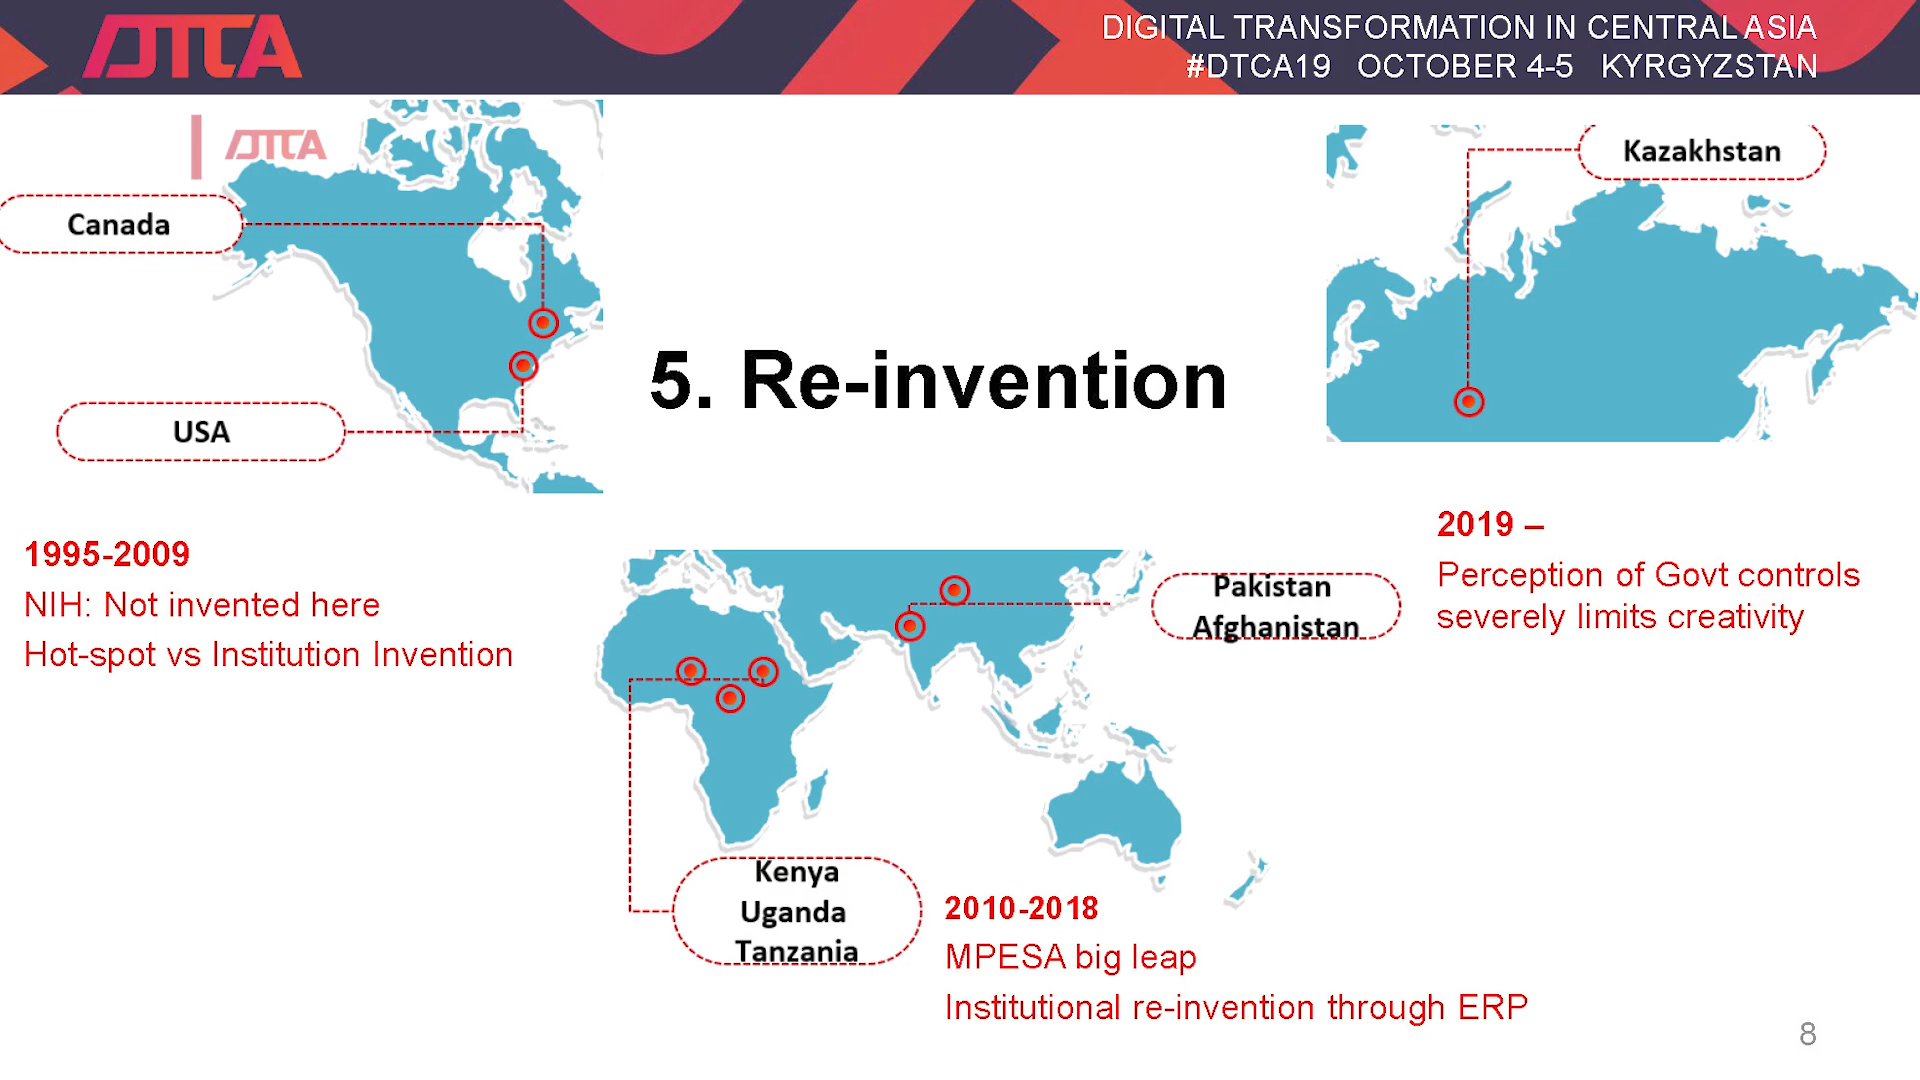 DTCA
DIGITAL TRANSFORMATION IN CENTRAL ASIA
#DTCA19 OCTOBER 4-5 KYRGYZSTAN
DTCA
Canada
USA
Kazakhstan
5. Re-invention
1995-2009
NIH: Not invented here
Hot-spot vs Institution Invention
2019 –
Perception of Govt controls
severely limits creativity
Pakistan
Afghanistan
Kenya
Uganda
Tanzania
2010-2018
MPESA big leap
Institutional re-invention through ERP
8